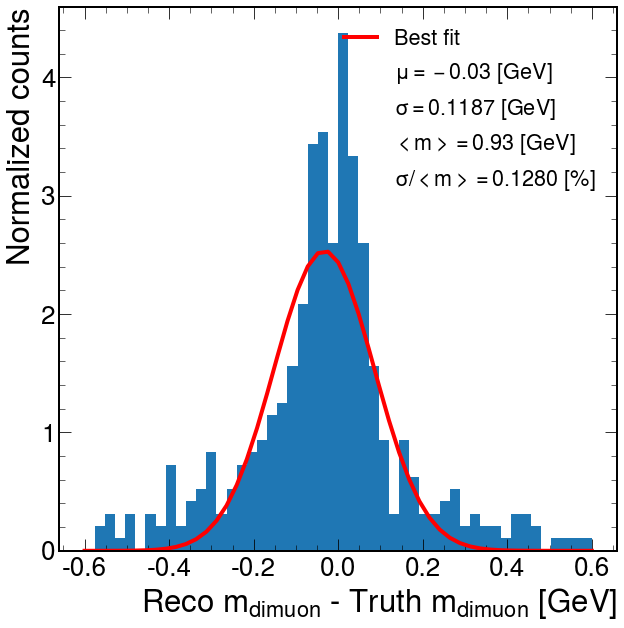 Normalized counts
Best fit
μ = − 0.03 [GeV]
σ = 0.1187 [GeV]
< m > = 0.93 [GeV]
σ/< m > = 0.1280 [%]
4
3
2
1
0
-0.6 -0.4 -0.2 0.0 0.2 0.4 0.6
Reco m_dimuon - Truth m_dimuon [GeV]